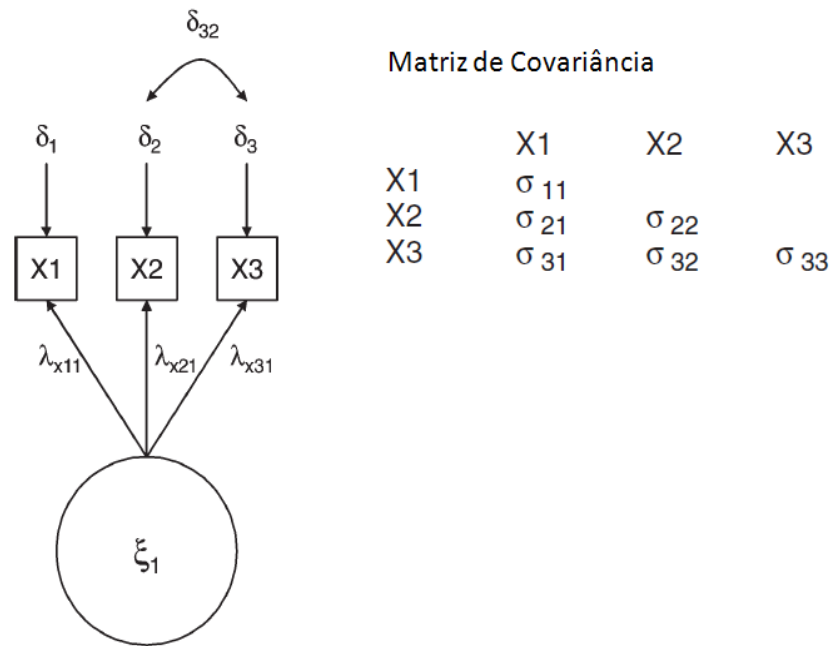 δ32
δ1 δ2 δ3
X1 X2 X3
λx11 λx21 λx31
ξ1
Matriz de Covariância
X1 X2 X3
X1 σ 11
X2 σ 21 σ 22
X3 σ 31 σ 32 σ 33